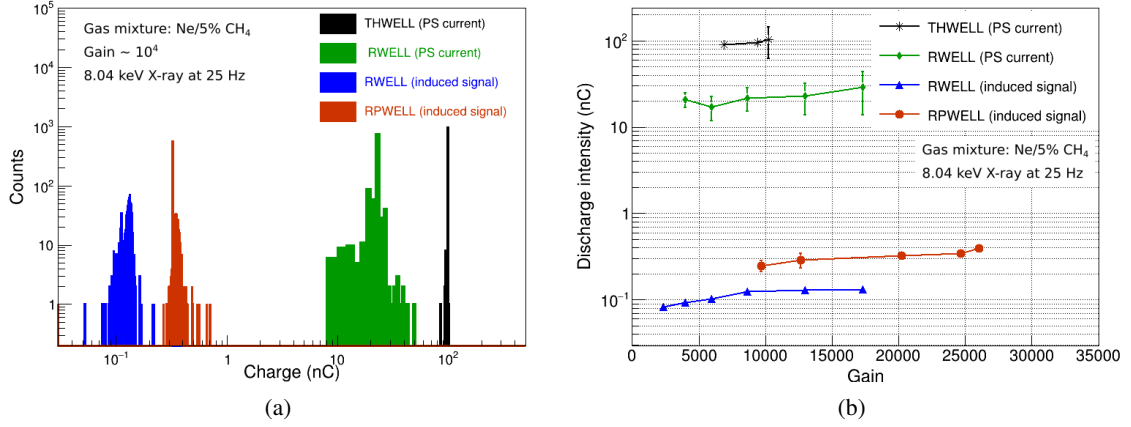 Gas mixture: Ne/5% CH4
Gain ~ 10^4
8.04 keV X-ray at 25 Hz
THWELL (PS current)
RWELL (PS current)
RWELL (induced signal)
RPWELL (induced signal)
10^5
10^4
10^3
10^2
10
1
Counts
10^-1 1 10 10^2
Charge (nC)
(a)
THWELL (PS current)
RWELL (PS current)
RWELL (induced signal)
RPWELL (induced signal)
Gas mixture: Ne/5% CH4
8.04 keV X-ray at 25 Hz
10^2
10
1
10^-1
Discharge intensity (nC)
0 5000 10000 15000 20000 25000 30000 35000
Gain
(b)